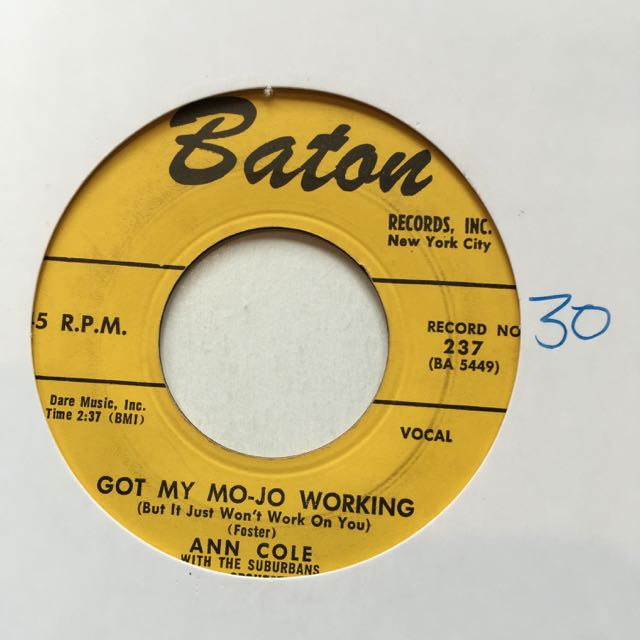 Baton
RECORDS, INC.
New York City
5 R.P.M.
RECORD NO
237
(BA 5449)
30
Dare Music, Inc.
Time 2:37 (BMI)
VOCAL
GOT MY MO-JO WORKING
(But It Just Won't Work On You)
(Foster)
ANN COLE
WITH THE SUBURBANS